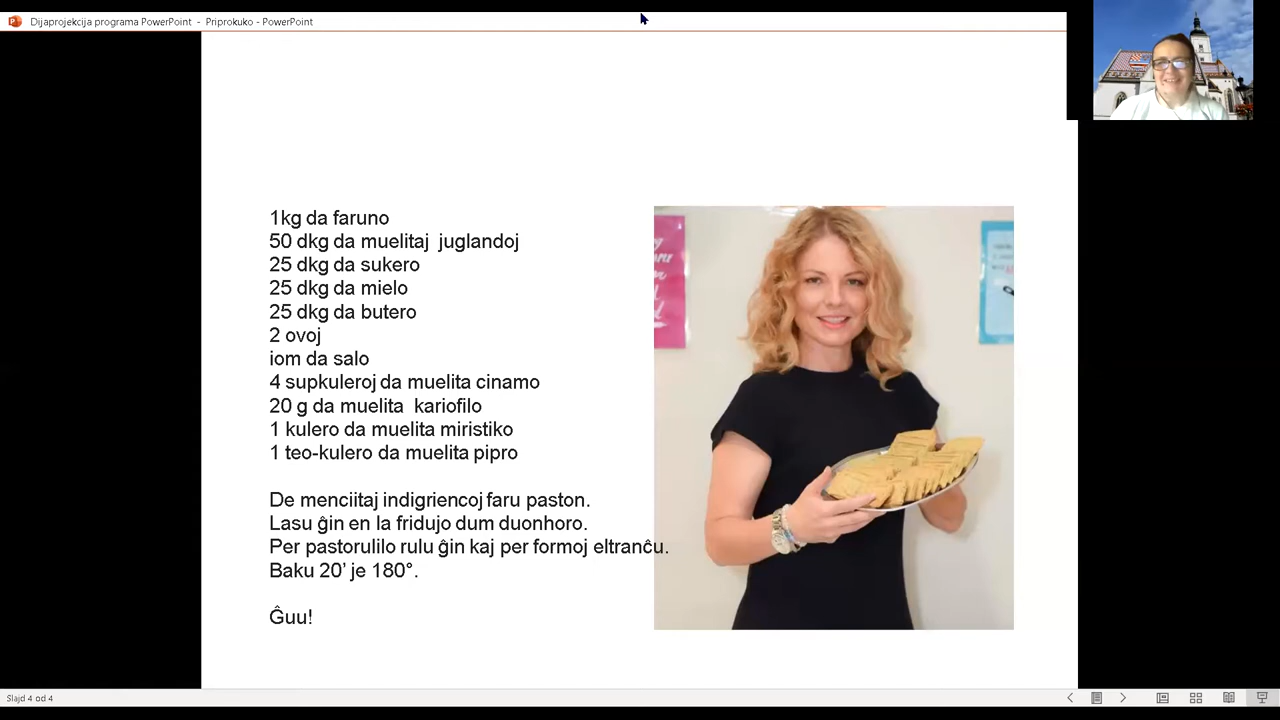 Dijaprojekcija programa PowerPoint - Priprokuko - PowerPoint
1kg da faruno
50 dkg da muelitaj juglandoj
25 dkg da sukero
25 dkg da mielo
25 dkg da butero
2 ovoj
iom da salo
4 supkuleroj da muelita cinamo
20 g da muelita kariofilo
1 kulero da muelita miristiko
1 teo-kulero da muelita pipro
De menciitaj indigriencoj faru paston.
Lasu ĝin en la fridujo dum duonhoro.
Per pastorulilo rulu ĝin kaj per formoj eltranĉu.
Baku 20’ je 180°.
Ĝuu!
Slajd 4 od 4